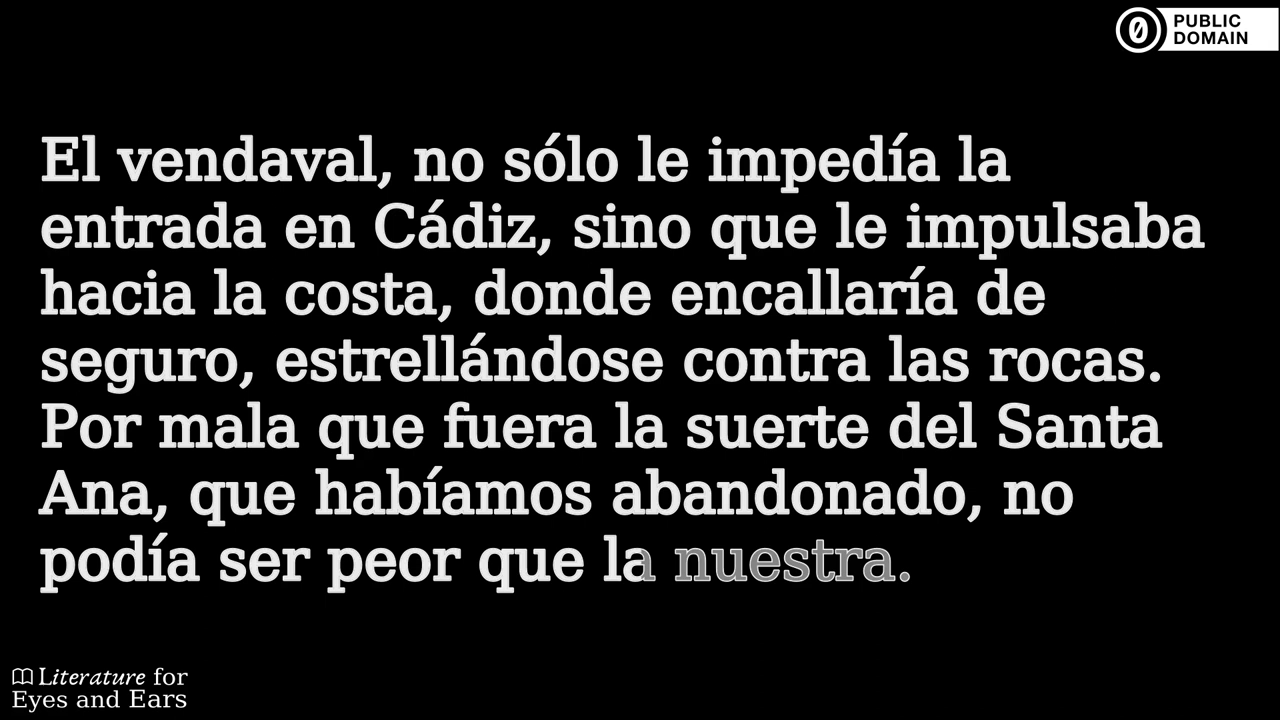 PUBLIC
DOMAIN
El vendaval, no sólo le impedía la
entrada en Cádiz, sino que le impulsaba
hacia la costa, donde encallaría de
seguro, estrellándose contra las rocas.
Por mala que fuera la suerte del Santa
Ana, que habíamos abandonado, no
podía ser peor que la nuestra.
Literature for
Eyes and Ears